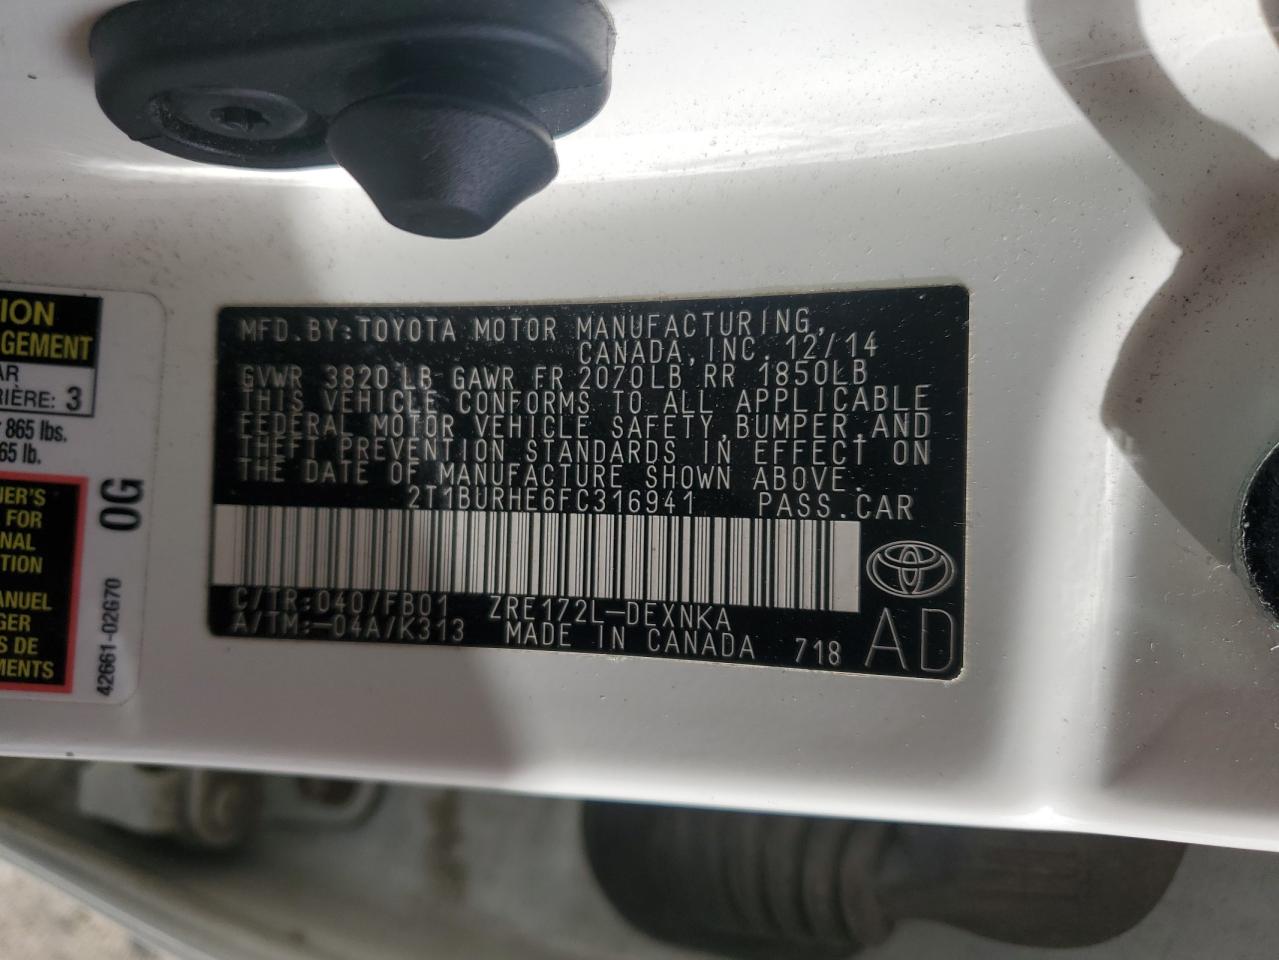 MFD.BY:TOYOTA MOTOR MANUFACTURING,
CANADA,INC. 12/14
GVWR 3820 LB GAWR FR 2070LB RR 1850LB
THIS VEHICLE CONFORMS TO ALL APPLICABLE
FEDERAL MOTOR VEHICLE SAFETY,BUMPER,AND
THEFT PREVENTION STANDARDS IN EFFECT ON
THE DATE OF MANUFACTURE SHOWN ABOVE.
2T1BURHE6FC316941 PASS.CAR
C/TR:040/FB01 ZRE172L-DEXNKA
A/TM:-04A/K313 MADE IN CANADA 718 AD
TION
GEMENT
AR
RIÈRE: 3
865 lbs.
65 lb.
NER'S
FOR
NAL
TION
ANUEL
GER
S DE
MENTS
0G
42661-02G70